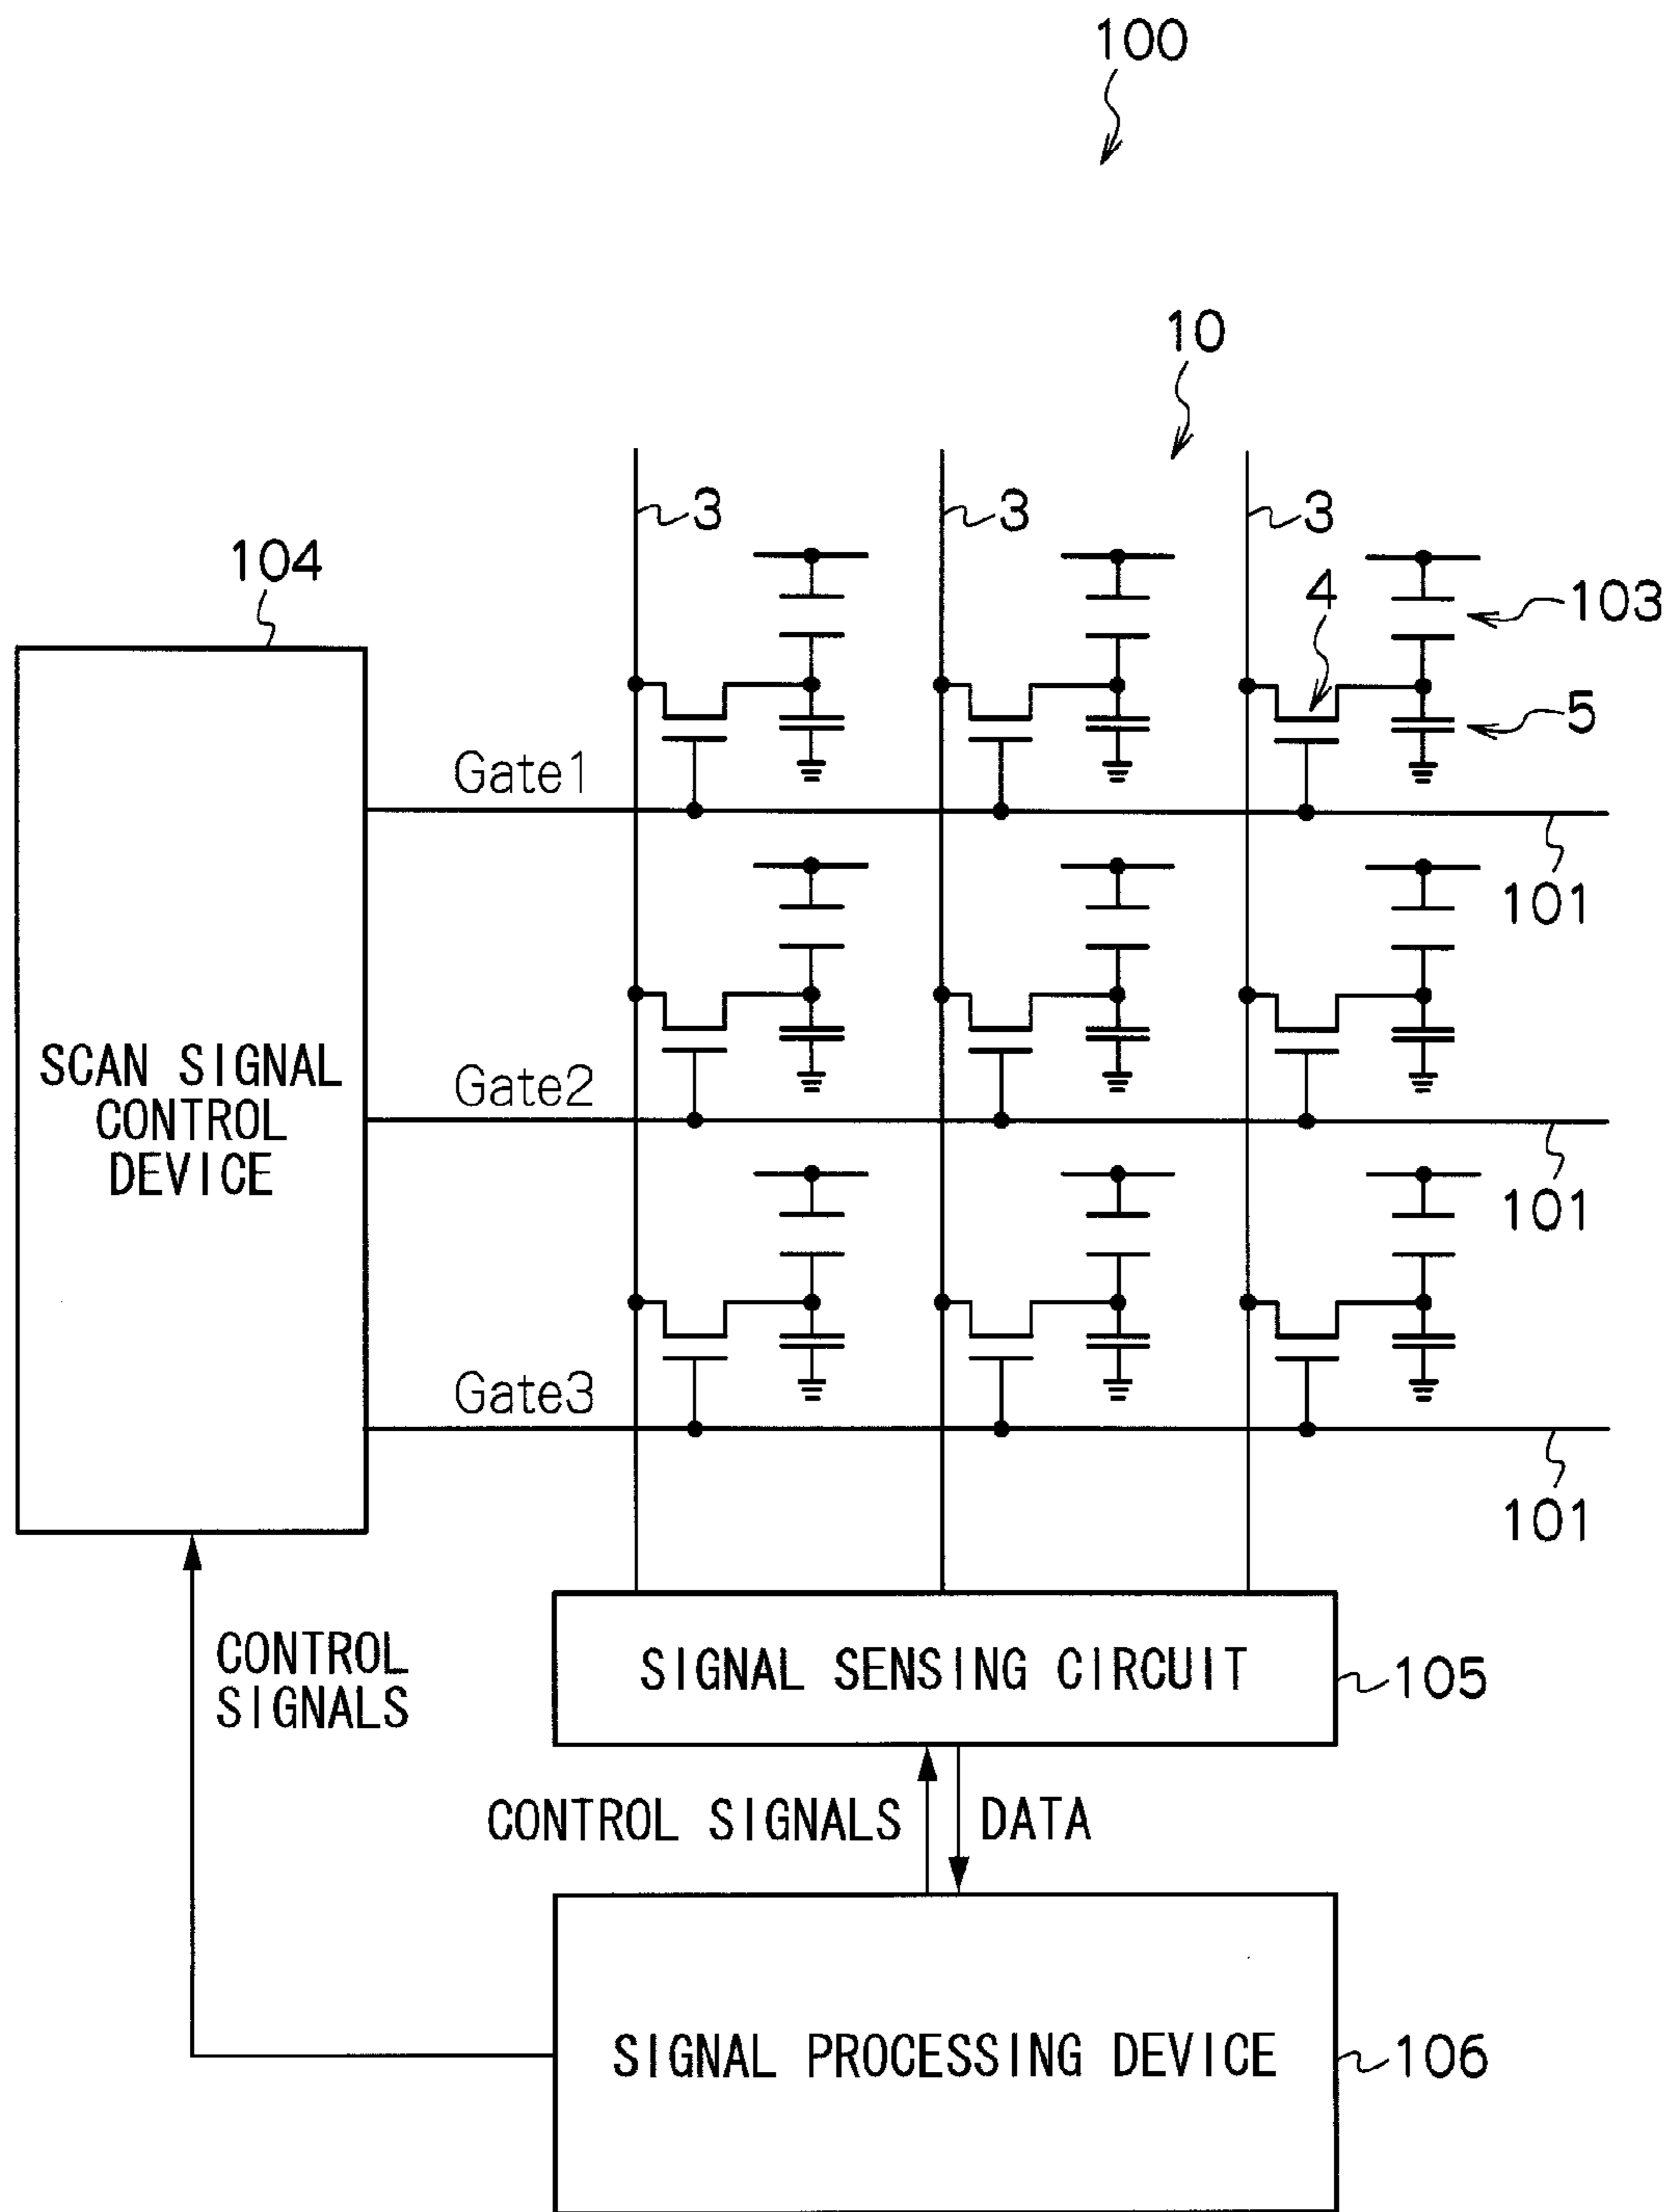 100
10
3
3
3
104
4
103
5
Gate1
101
SCAN SIGNAL
CONTROL
DEVICE
Gate2
101
Gate3
101
CONTROL
SIGNALS
SIGNAL SENSING CIRCUIT
105
CONTROL SIGNALS
DATA
SIGNAL PROCESSING DEVICE
106